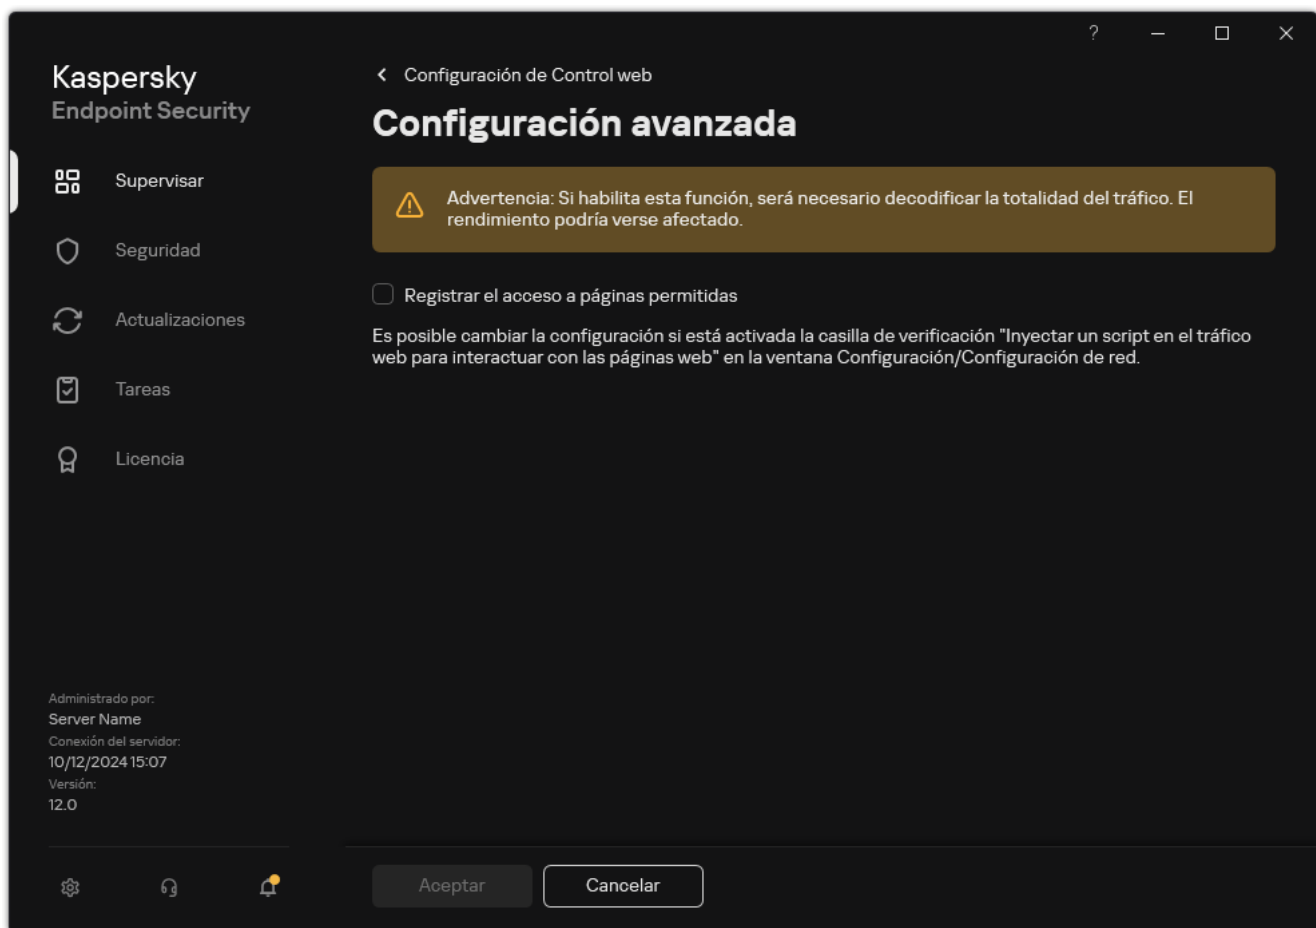 ?
Kaspersky
Endpoint Security
Supervisar
Seguridad
Actualizaciones
Tareas
Licencia
Administrado por:
Server Name
Conexión del servidor:
10/12/2024 15:07
Versión:
12.0
Configuración de Control web
Configuración avanzada
Advertencia: Si habilita esta función, será necesario decodificar la totalidad del tráfico. El
rendimiento podría verse afectado.
Registrar el acceso a páginas permitidas
Es posible cambiar la configuración si está activada la casilla de verificación "Inyectar un script en el tráfico
web para interactuar con las páginas web" en la ventana Configuración/Configuración de red.
Aceptar
Cancelar